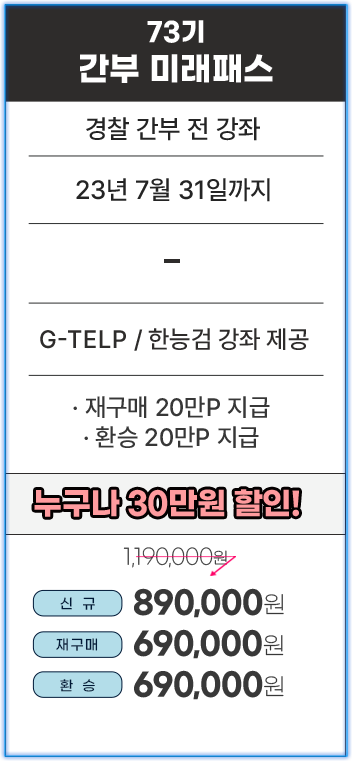 73기
간부 미래패스
경찰 간부 전 강좌
23년 7월 31일까지
–
G-TELP / 한능검 강좌 제공
· 재구매 20만P 지급
· 환승 20만P 지급
누구나 30만원 할인!
1,190,000원
신 규 890,000원
재구매 690,000원
환 승 690,000원